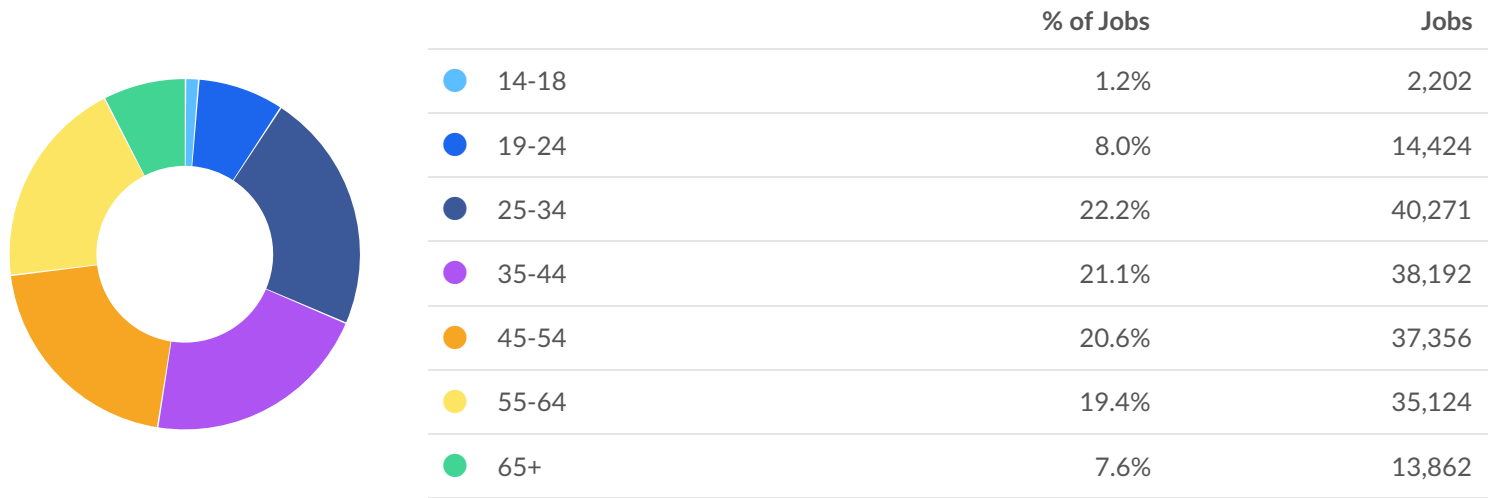 % of Jobs Jobs
14-18 1.2% 2,202
19-24 8.0% 14,424
25-34 22.2% 40,271
35-44 21.1% 38,192
45-54 20.6% 37,356
55-64 19.4% 35,124
65+ 7.6% 13,862